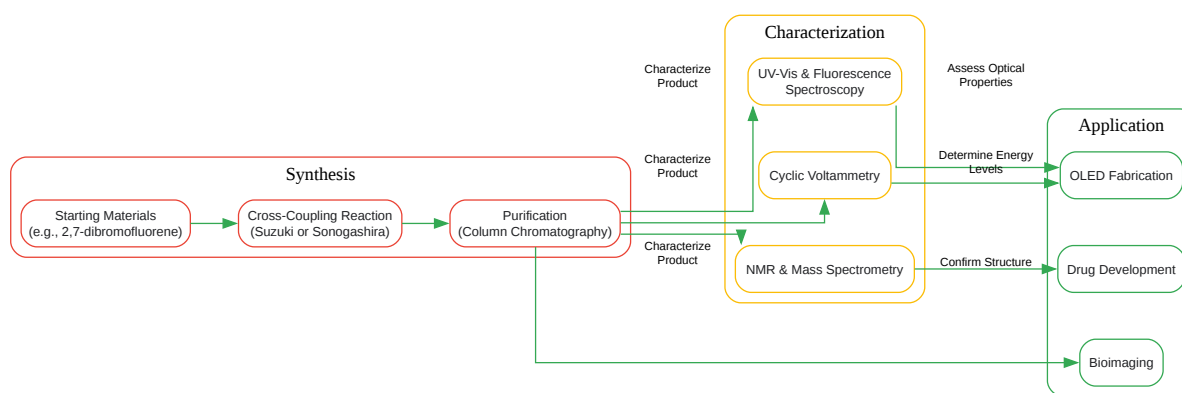 Synthesis
Starting Materials
(e.g., 2,7-dibromofluorene)
Cross-Coupling Reaction
(Suzuki or Sonogashira)
Purification
(Column Chromatography)
Characterize
Product
Characterize
Product
Characterize
Product
Characterization
UV-Vis & Fluorescence
Spectroscopy
Cyclic Voltammetry
NMR & Mass Spectrometry
Assess Optical
Properties
Determine Energy
Levels
Confirm Structure
Application
OLED Fabrication
Drug Development
Bioimaging